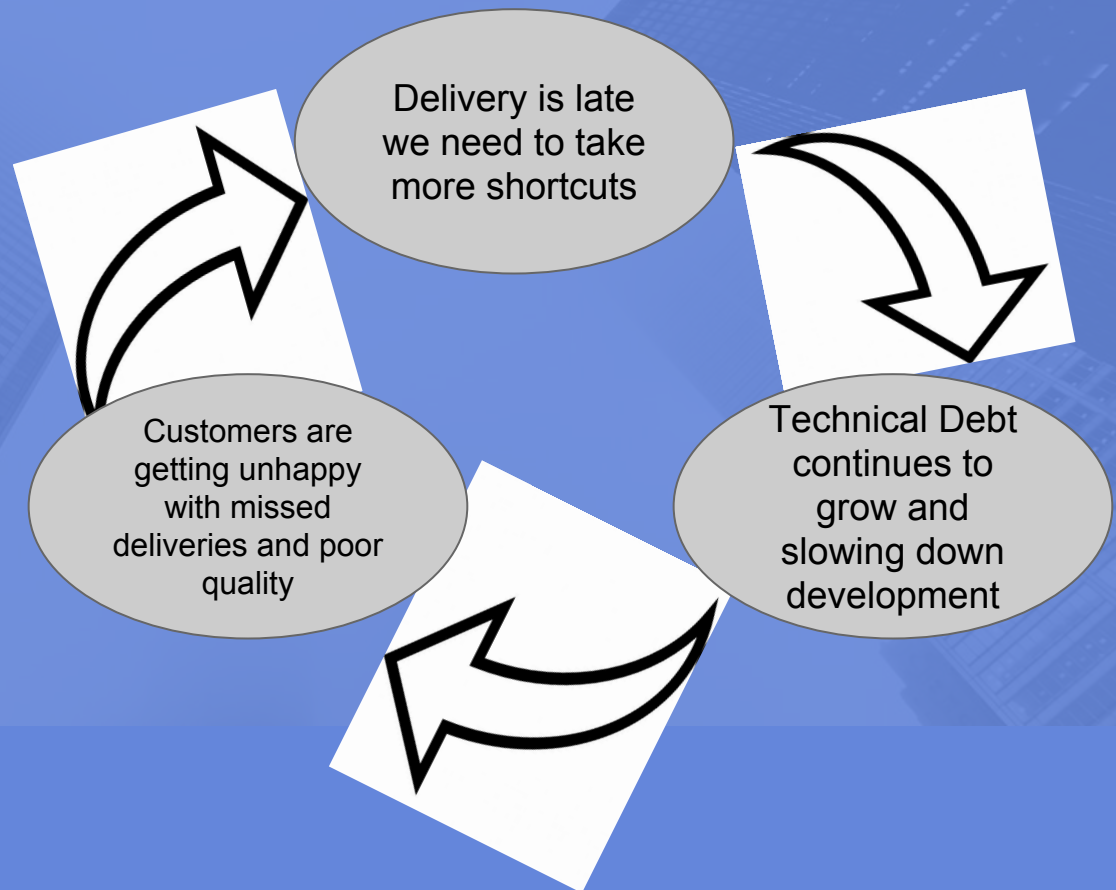 Delivery is late
we need to take
more shortcuts
Technical Debt
continues to
grow and
slowing down
development
Customers are
getting unhappy
with missed
deliveries and poor
quality